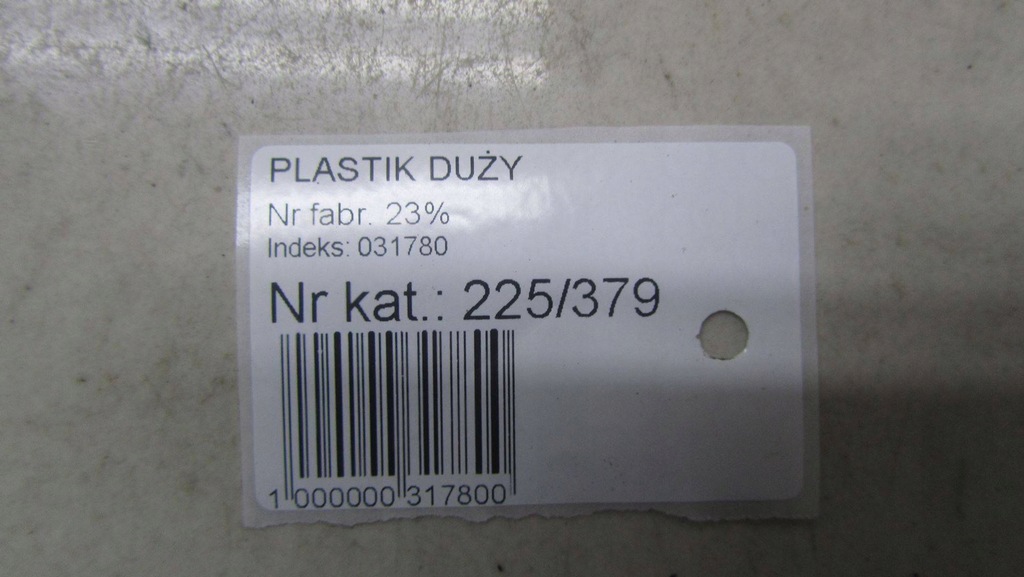 PLASTIK DUŻY
Nr fabr. 23%
Indeks: 031780
Nr kat.: 225/379
1 000000 317800